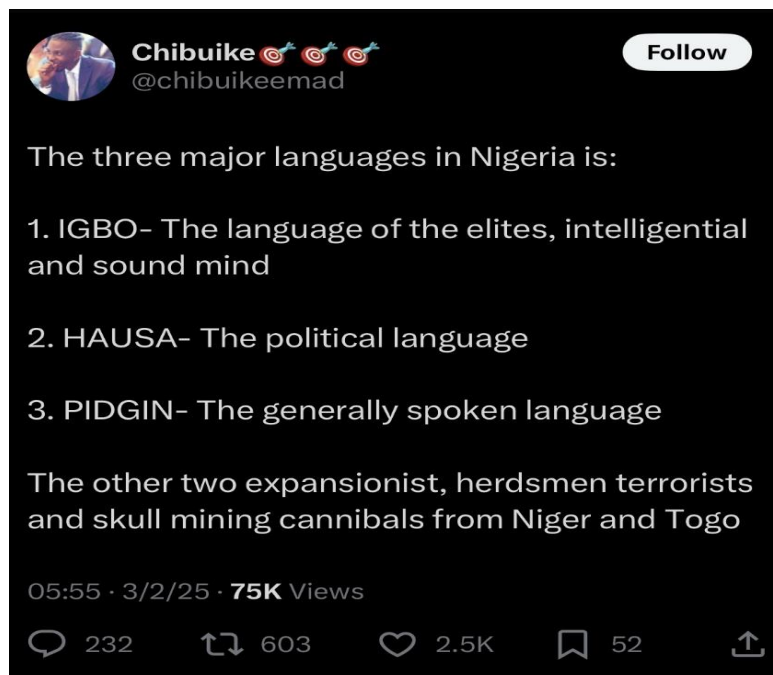 Chibuike🎯🎯🎯
Follow
@chibuikeemad
The three major languages in Nigeria is:
1. IGBO- The language of the elites, intelligential
and sound mind
2. HAUSA- The political language
3. PIDGIN- The generally spoken language
The other two expansionist, herdsmen terrorists
and skull mining cannibals from Niger and Togo
05:55 · 3/2/25 · 75K Views
232 603 2.5K 52